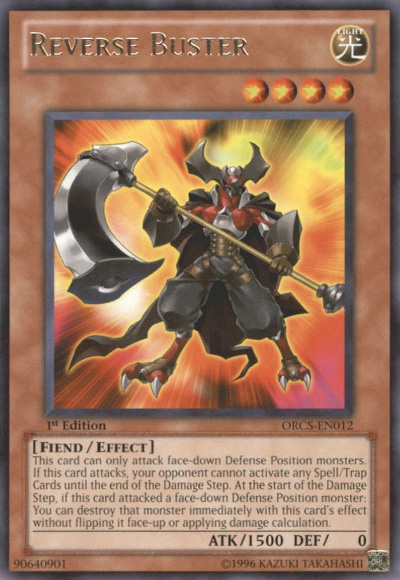 REVERSE BUSTER
LIGHT
光
1st Edition
ORCS-EN012
[FIEND/EFFECT]
This card can only attack face-down Defense Position monsters.
If this card attacks, your opponent cannot activate any Spell/Trap
Cards until the end of the Damage Step. At the start of the Damage
Step, if this card attacked a face-down Defense Position monster:
You can destroy that monster immediately with this card's effect
without flipping it face-up or applying damage calculation.
ATK/1500 DEF/ 0
90640901
©1996 KAZUKI TAKAHASHI